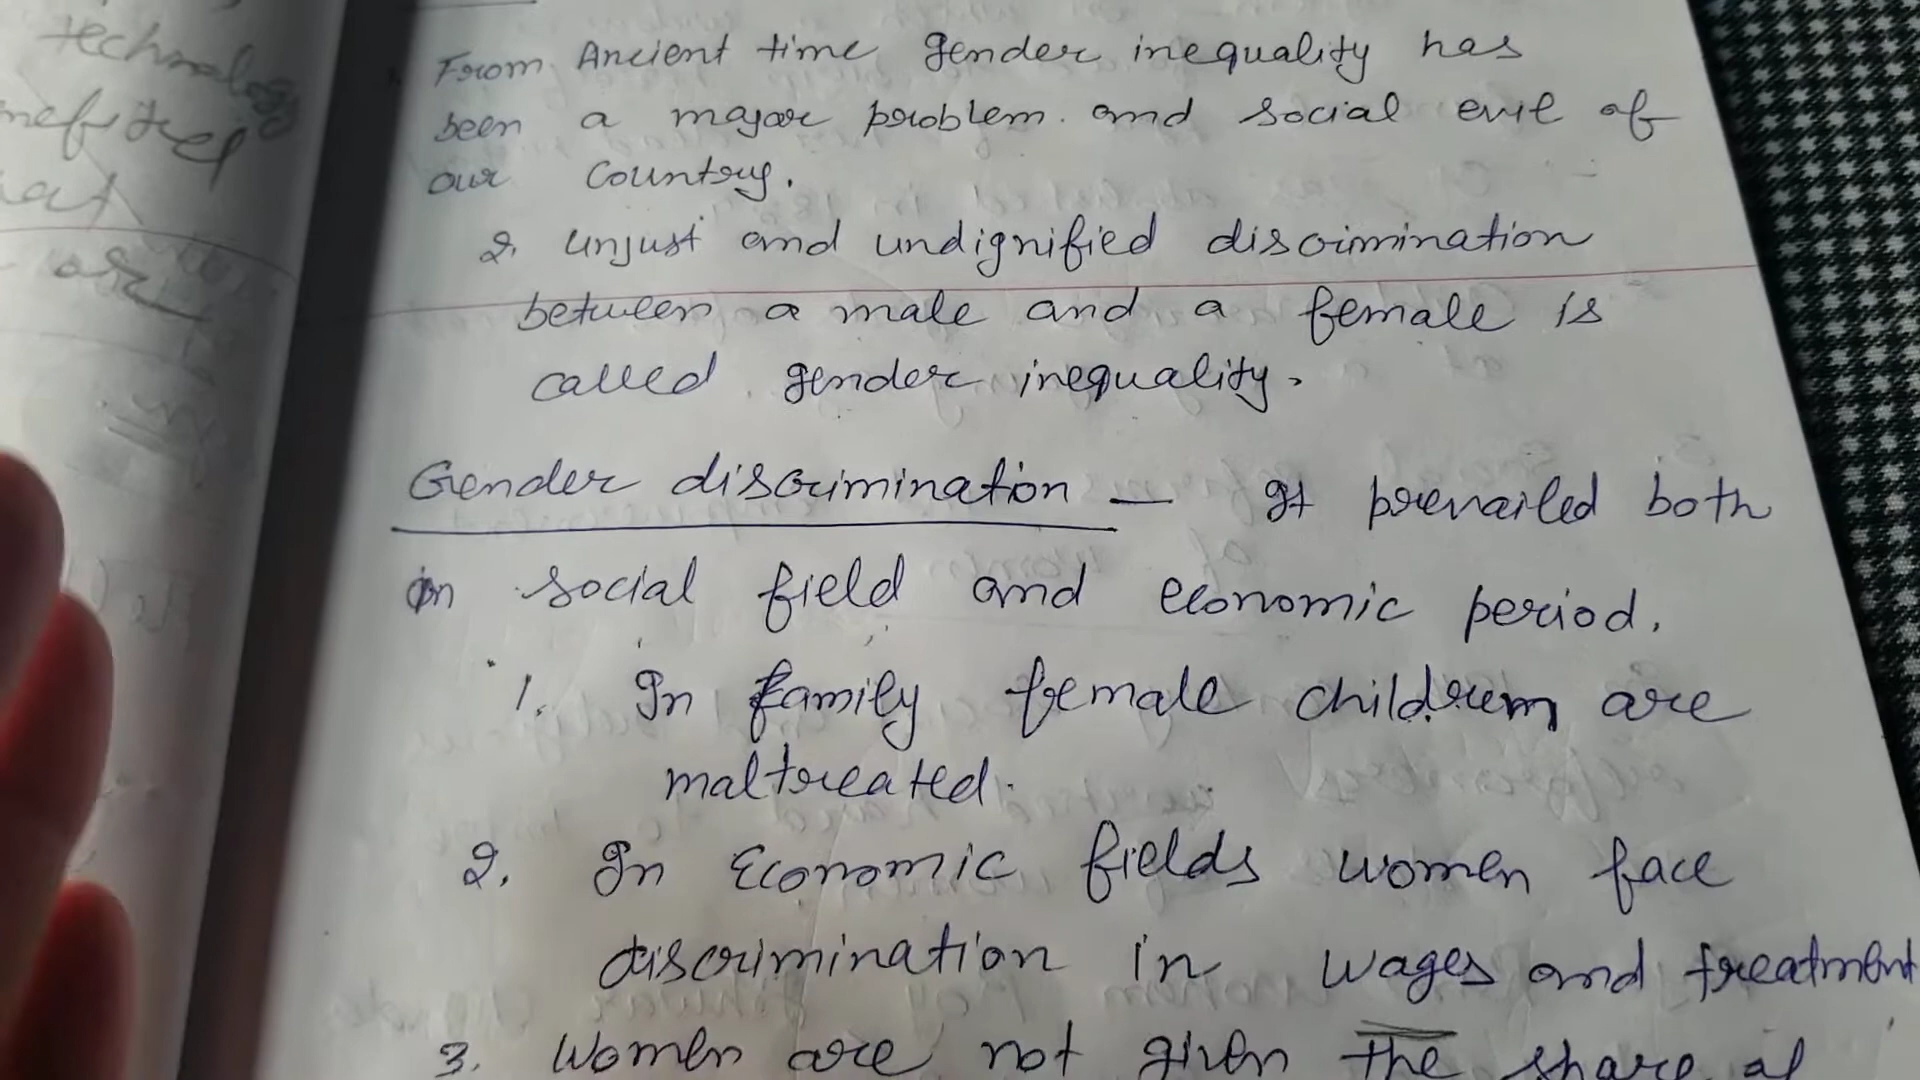 technology
at
ar
From Ancient time gender inequality has
been a major problem and social evil of
our Country.
2. unjust and undignified discrimination
between a male and a female is
called gender inequality.
Gender discrimination — It prevailed both
in social field and economic period.
1. In family female children are
maltreated.
2. In Economic fields women face
discrimination in wages and treatment
3. Women are not given the share of